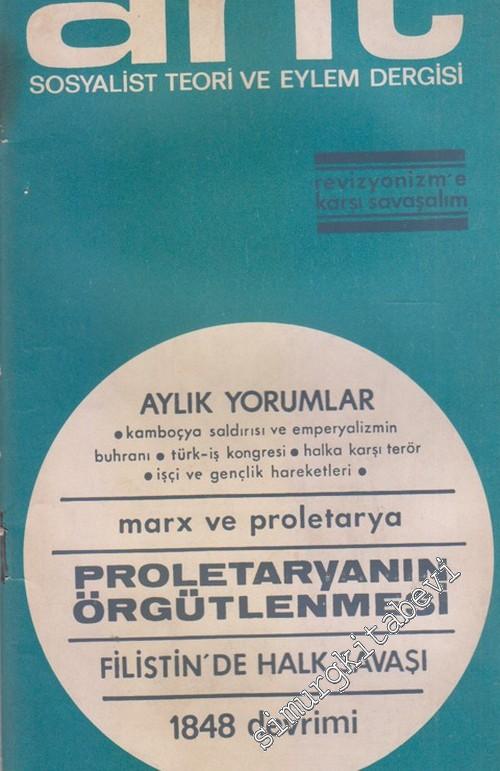 ant
SOSYALİST TEORİ VE EYLEM DERGİSİ
revizyonizm'e
karşı savaşalım
AYLIK YORUMLAR
• kamboçya saldırısı ve emperyalizmin
buhranı • türk-iş kongresi • halka karşı terör
• işçi ve gençlik hareketleri •
marx ve proletarya
PROLETARYANIN
ÖRGÜTLENMESİ
FİLİSTİN'DE HALK SAVAŞI
1848 devrimi
simurgkitabevi